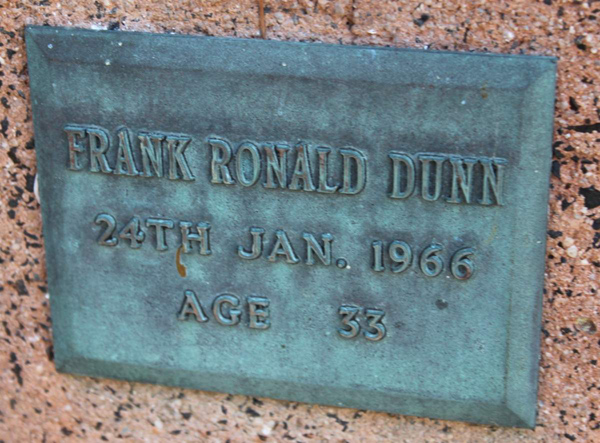 FRANK RONALD DUNN
24TH JAN. 1966
AGE 33